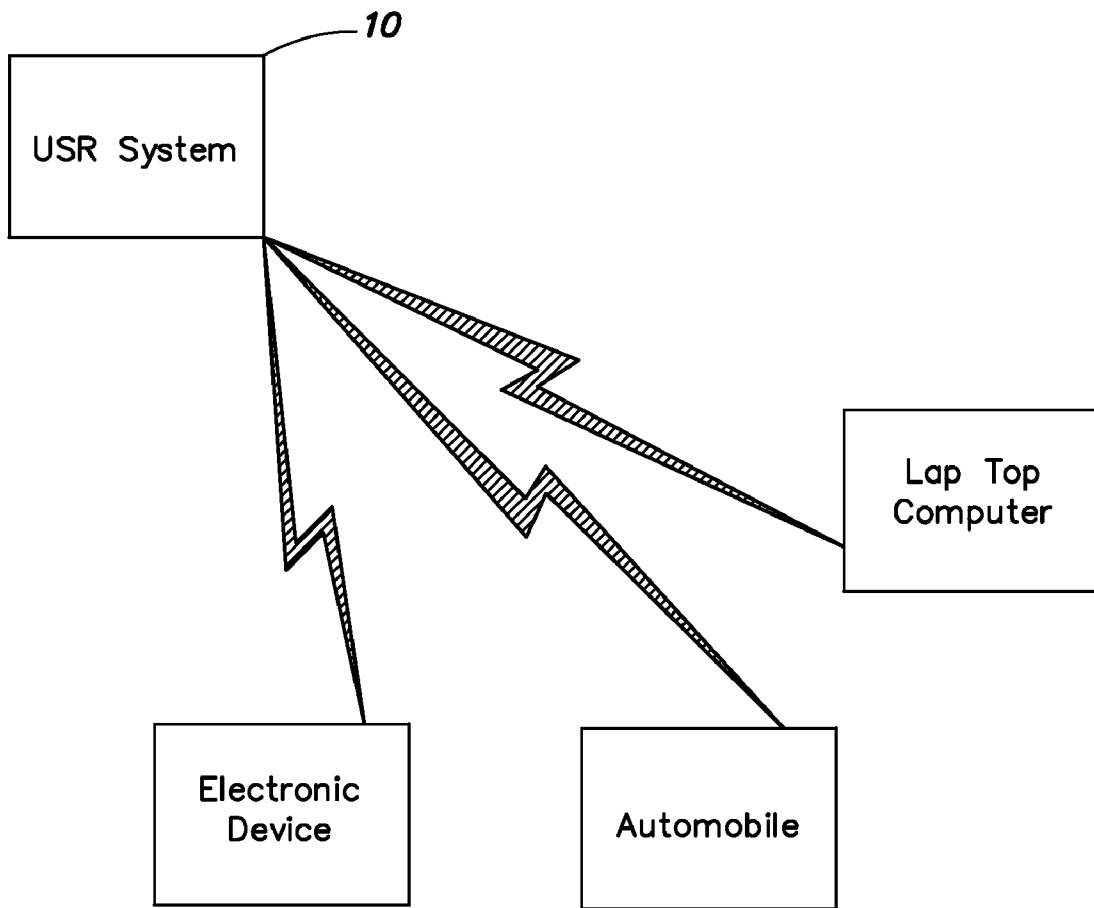 10
USR System
Lap Top
Computer
Electronic
Device
Automobile